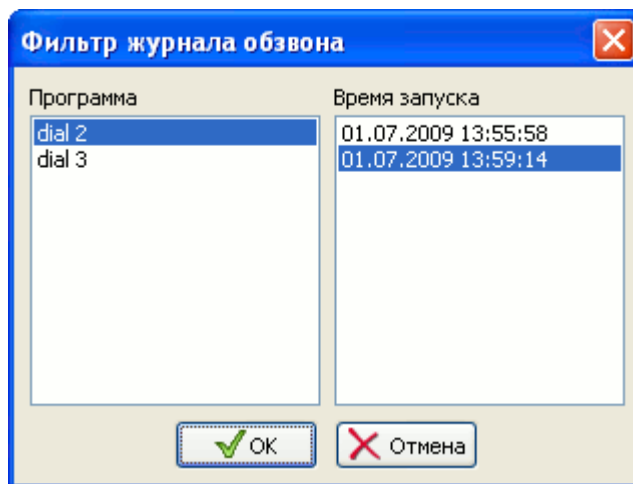 Фильтр журнала обзвона
Программа
dial 2
dial 3
Время запуска
01.07.2009 13:55:58
01.07.2009 13:59:14
OK
Отмена